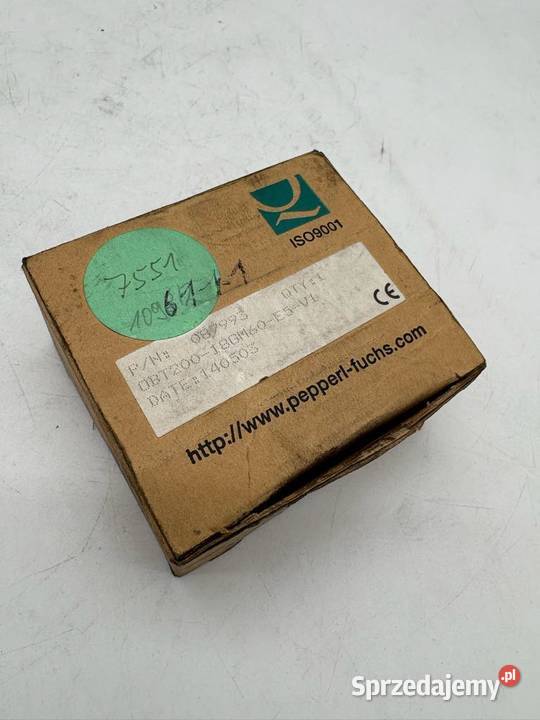 ISO9001
7551
P/N: 087993 QTY:1
OBT200-18GM60-E5-V1
DATE:140503
CE
http://www.pepperl-fuchs.com
Sprzedajemy.pl